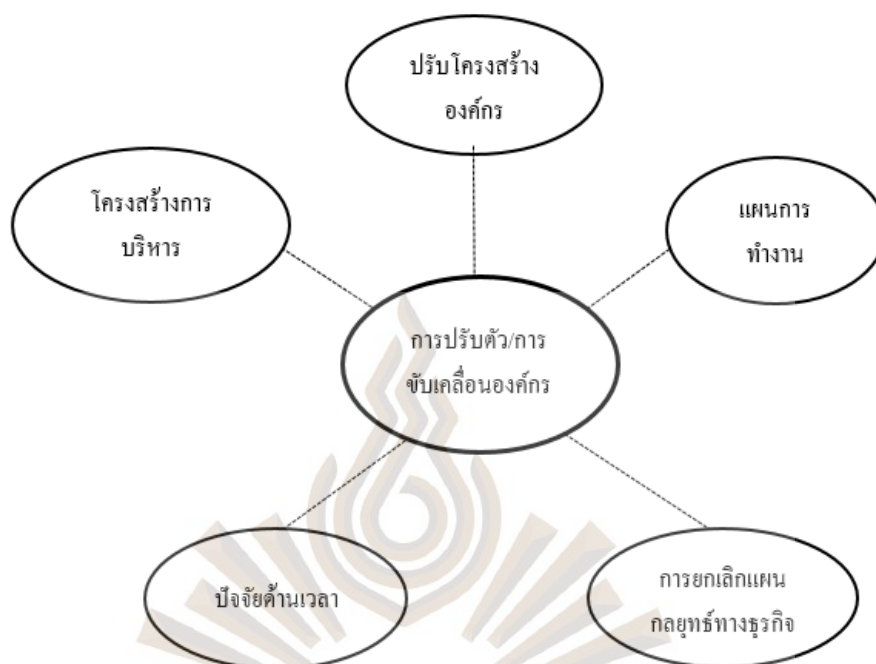 ปรับโครงสร้าง
องค์กร
โครงสร้างการ
บริหาร
แผนการ
ทำงาน
การปรับตัว/การ
ขับเคลื่อนองค์กร
ปัจจัยด้านเวลา
การยกเลิกแผน
กลยุทธ์ทางธุรกิจ